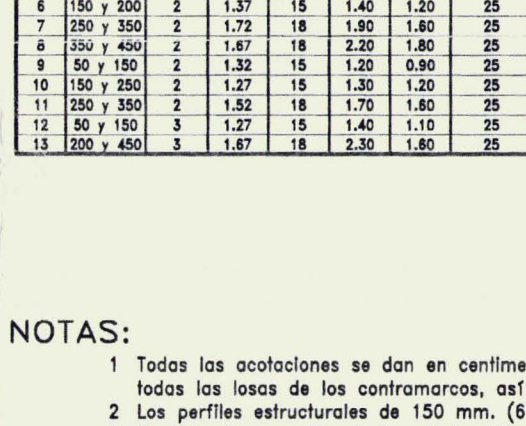 6 150 y 200 2 1.37 15 1.40 1.20 25
7 250 y 350 2 1.72 18 1.90 1.60 25
8 350 y 450 2 1.67 18 2.20 1.80 25
9 50 y 150 2 1.32 15 1.20 0.90 25
10 150 y 250 2 1.27 15 1.30 1.20 25
11 250 y 350 2 1.52 18 1.70 1.60 25
12 50 y 150 3 1.27 15 1.40 1.10 25
13 200 y 450 3 1.67 18 2.30 1.60 25
NOTAS:
1 Todas las acotaciones se dan en centime
todas las losas de los contramarcos, así
2 Los perfiles estructurales de 150 mm. (6